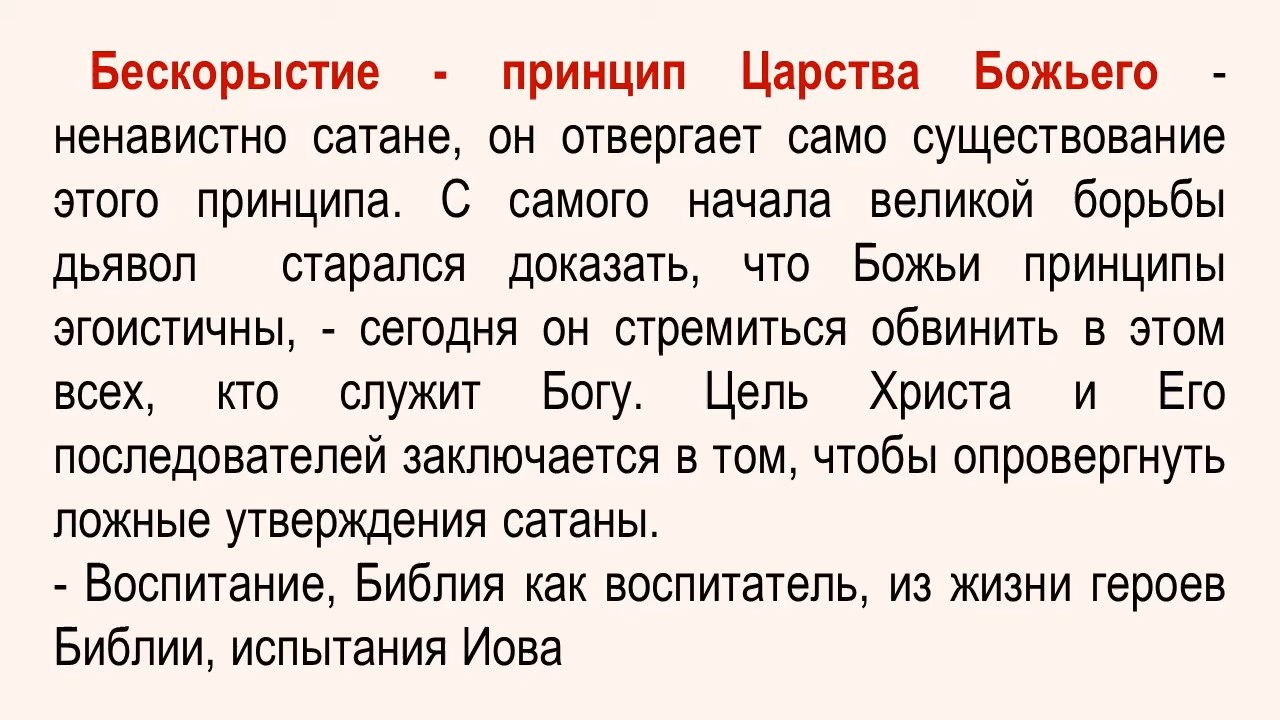 Бескорыстие - принцип Царства Божьего -
ненавистно сатане, он отвергает само существование
этого принципа. С самого начала великой борьбы
дьявол старался доказать, что Божьи принципы
эгоистичны, - сегодня он стремиться обвинить в этом
всех, кто служит Богу. Цель Христа и Его
последователей заключается в том, чтобы опровергнуть
ложные утверждения сатаны.
- Воспитание, Библия как воспитатель, из жизни героев
Библии, испытания Иова